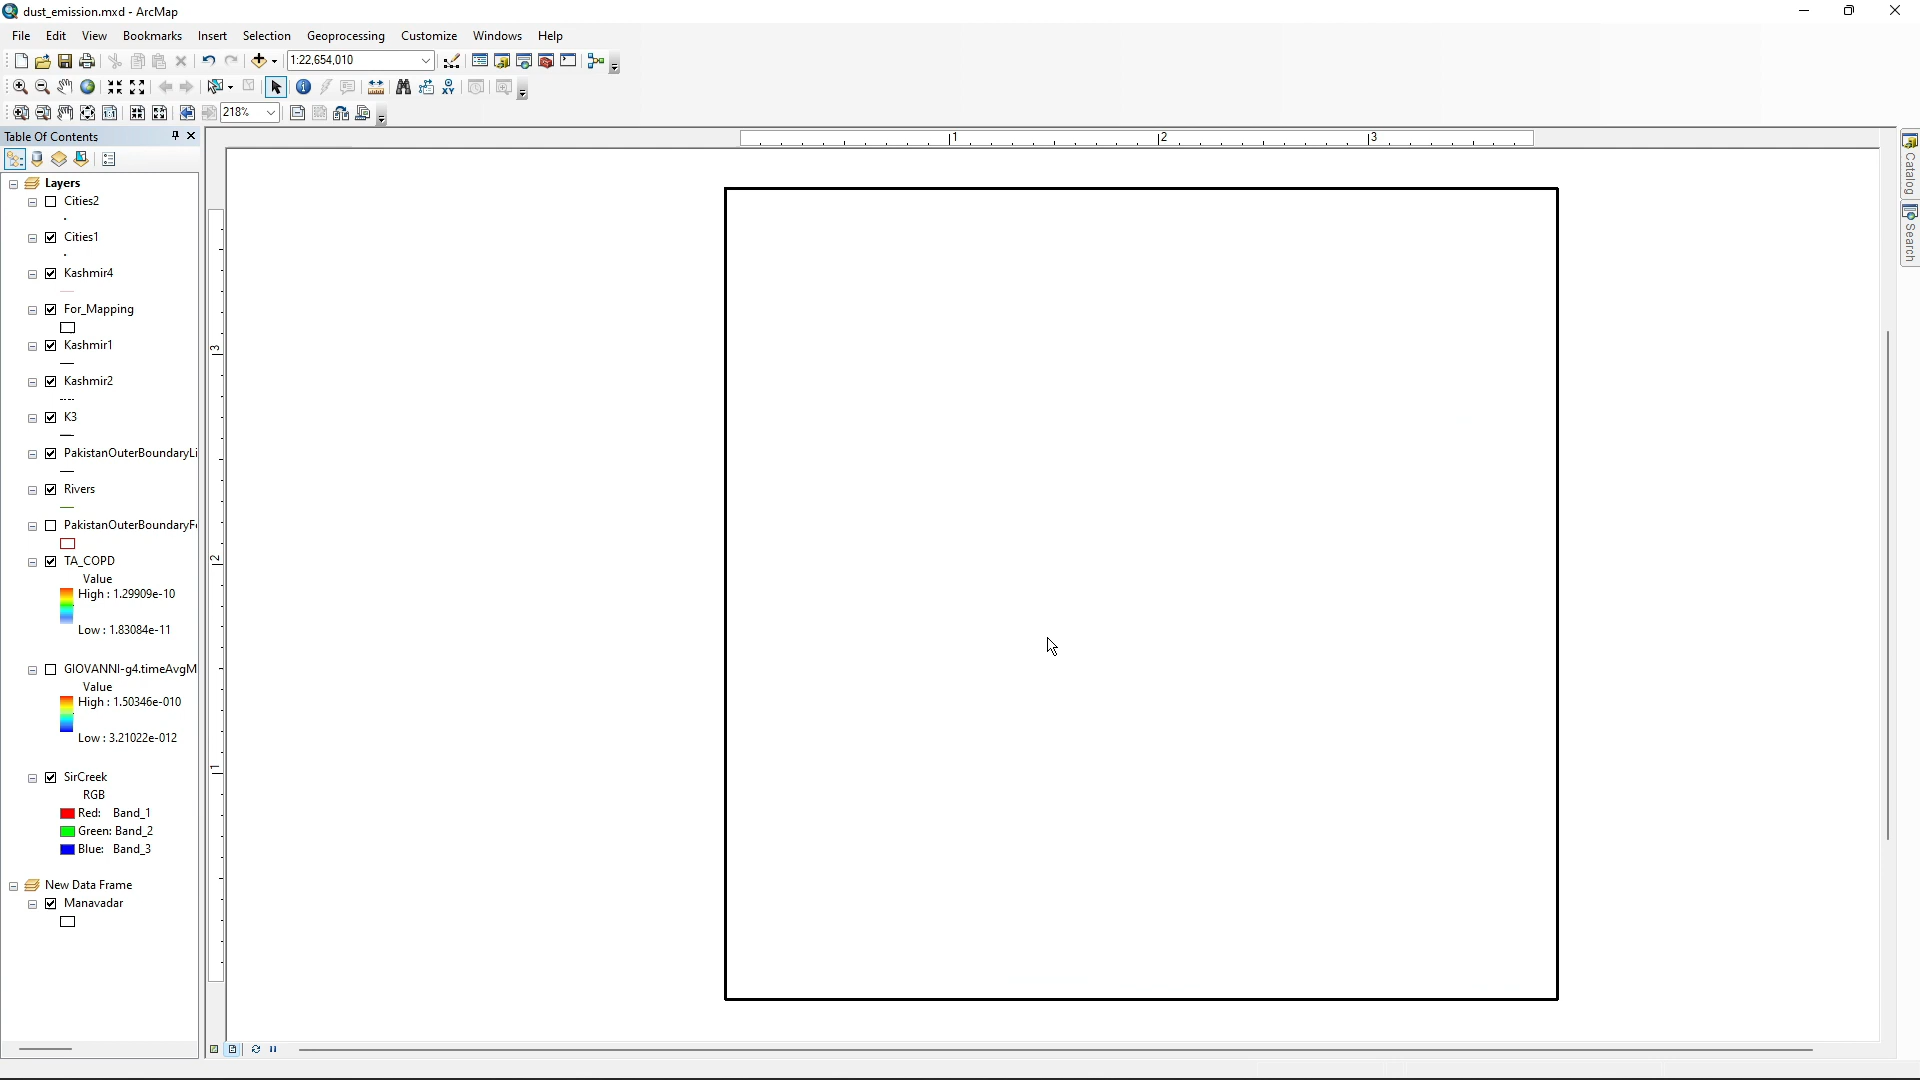 dust_emission.mxd - ArcMap
File Edit View Bookmarks Insert Selection Geoprocessing Customize Windows Help
1:22,654,010
218%
Table Of Contents
1 2 3
Layers
Cities2
Cities1
Kashmir4
For_Mapping
Kashmir1
Kashmir2
K3
PakistanOuterBoundaryLi
Rivers
PakistanOuterBoundaryF
TA_COPD
Value
High : 1.29909e-10
Low : 1.83084e-11
GIOVANNI-g4.timeAvgM
Value
High : 1.50346e-010
Low : 3.21022e-012
SirCreek
RGB
Red: Band_1
Green: Band_2
Blue: Band_3
New Data Frame
Manavadar
3
2
1
Catalog
Search